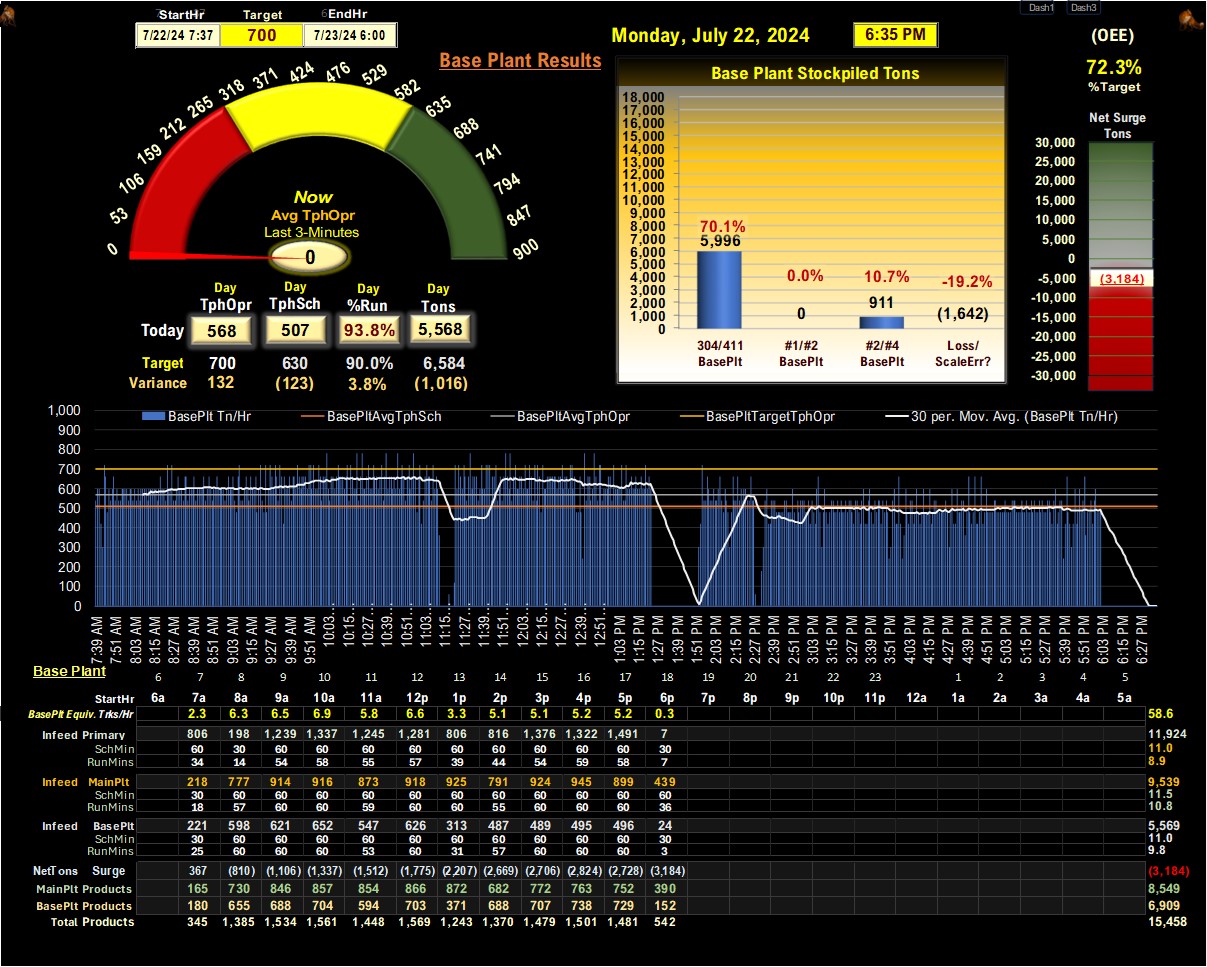 StartHr Target EndHr
7/22/24 7:37 700 7/23/24 6:00
Monday, July 22, 2024 6:35 PM
Dash1 Dash3
(OEE)
72.3%
%Target
Base Plant Results
0 53 106 159 212 265 318 371 424 476 529 582 635 688 741 794 847 900
Now
Avg TphOpr
Last 3-Minutes
0
Day Day Day Day
TphOpr TphSch %Run Tons
Today 568 507 93.8% 5,568
Target 700 630 90.0% 6,584
Variance 132 (123) 3.8% (1,016)
Base Plant Stockpiled Tons
18,000
17,000
16,000
15,000
14,000
13,000
12,000
11,000
10,000
9,000
8,000
7,000
6,000
5,000
4,000
3,000
2,000
1,000
0
70.1% 0.0% 10.7% -19.2%
5,996 0 911 (1,642)
304/411 #1/#2 #2/#4 Loss/
BasePlt BasePlt BasePlt ScaleErr?
Net Surge
Tons
30,000
25,000
20,000
15,000
10,000
5,000
0
-5,000
-10,000
-15,000
-20,000
-25,000
-30,000
(3,184)
BasePlt Tn/Hr BasePltAvgTphSch BasePltAvgTphOpr BasePltTargetTphOpr 30 per. Mov. Avg. (BasePlt Tn/Hr)
1,000
900
800
700
600
500
400
300
200
100
0
7:39 AM 7:51 AM 8:03 AM 8:15 AM 8:27 AM 8:39 AM 8:51 AM 9:03 AM 9:15 AM 9:27 AM 9:39 AM 9:51 AM 10:03… 10:15… 10:27… 10:39… 10:51… 11:03… 11:15… 11:27… 11:39… 11:51… 12:03… 12:15… 12:27… 12:39… 12:51… 1:03 PM 1:15 PM 1:27 PM 1:39 PM 1:51 PM 2:03 PM 2:15 PM 2:27 PM 2:39 PM 2:51 PM 3:03 PM 3:15 PM 3:27 PM 3:39 PM 3:51 PM 4:03 PM 4:15 PM 4:27 PM 4:39 PM 4:51 PM 5:03 PM 5:15 PM 5:27 PM 5:39 PM 5:51 PM 6:03 PM 6:15 PM 6:27 PM
Base Plant
6 7 8 9 10 11 12 13 14 15 16 17 18 19 20 21 22 23 1 2 3 4 5
StartHr 6a 7a 8a 9a 10a 11a 12p 1p 2p 3p 4p 5p 6p 7p 8p 9p 10p 11p 12a 1a 2a 3a 4a 5a
BasePlt Equiv. Trks/Hr 2.3 6.3 6.5 6.9 5.8 6.6 3.3 5.1 5.1 5.2 5.2 0.3 58.6
Infeed Primary 806 198 1,239 1,337 1,245 1,281 806 816 1,376 1,322 1,491 7 11,924
SchMin 60 30 60 60 60 60 60 60 60 60 60 30 11.0
RunMins 34 14 54 58 55 57 39 44 54 59 58 7 8.9
Infeed MainPlt 218 777 914 916 873 918 925 791 924 945 899 439 9,539
SchMin 30 60 60 60 60 60 60 60 60 60 60 60 11.5
RunMins 18 57 60 60 59 60 60 55 60 60 60 36 10.8
Infeed BasePlt 221 598 621 652 547 626 313 487 489 495 496 24 5,569
SchMin 30 60 60 60 60 60 60 60 60 60 60 30 11.0
RunMins 25 60 60 60 53 60 31 57 60 60 60 3 9.8
NetTons Surge 367 (810) (1,106) (1,337) (1,512) (1,775) (2,207) (2,669) (2,706) (2,824) (2,728) (3,184) (3,184)
MainPlt Products 165 730 846 857 854 866 872 682 772 763 752 390 8,549
BasePlt Products 180 655 688 704 594 703 371 688 707 738 729 152 6,909
Total Products 345 1,385 1,534 1,561 1,448 1,569 1,243 1,370 1,479 1,501 1,481 542 15,458